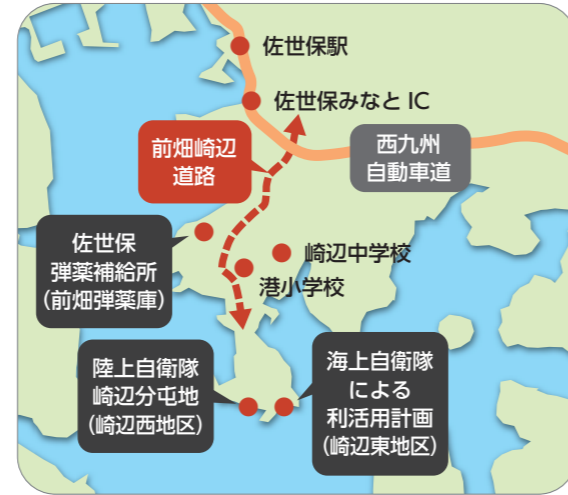 佐世保駅
佐世保みなと IC
前畑崎辺
道路
西九州
自動車道
佐世保
弾薬補給所
(前畑弾薬庫)
崎辺中学校
港小学校
陸上自衛隊
崎辺分屯地
(崎辺西地区)
海上自衛隊
による
利活用計画
(崎辺東地区)